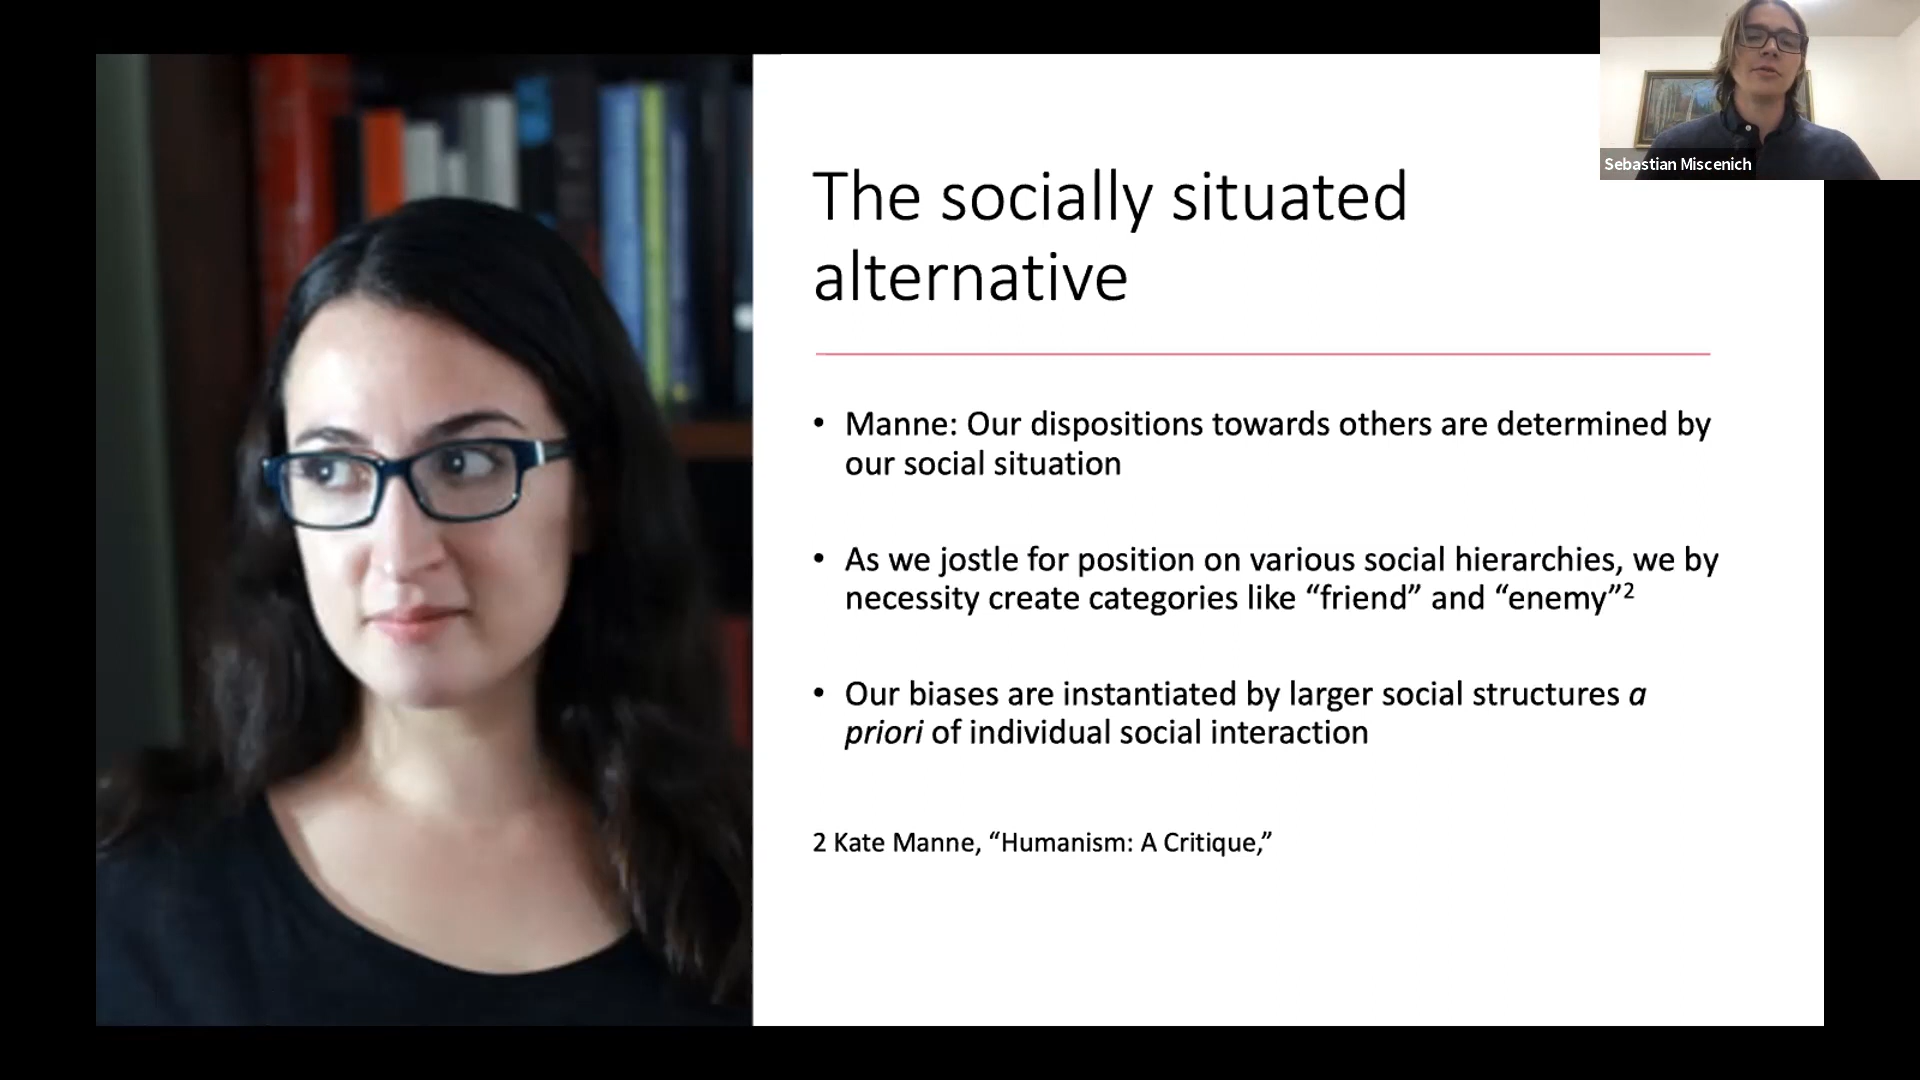 Sebastian Miscenich
The socially situated
alternative
• Manne: Our dispositions towards others are determined by
our social situation
• As we jostle for position on various social hierarchies, we by
necessity create categories like “friend” and “enemy”²
• Our biases are instantiated by larger social structures a
priori of individual social interaction
2 Kate Manne, “Humanism: A Critique,”